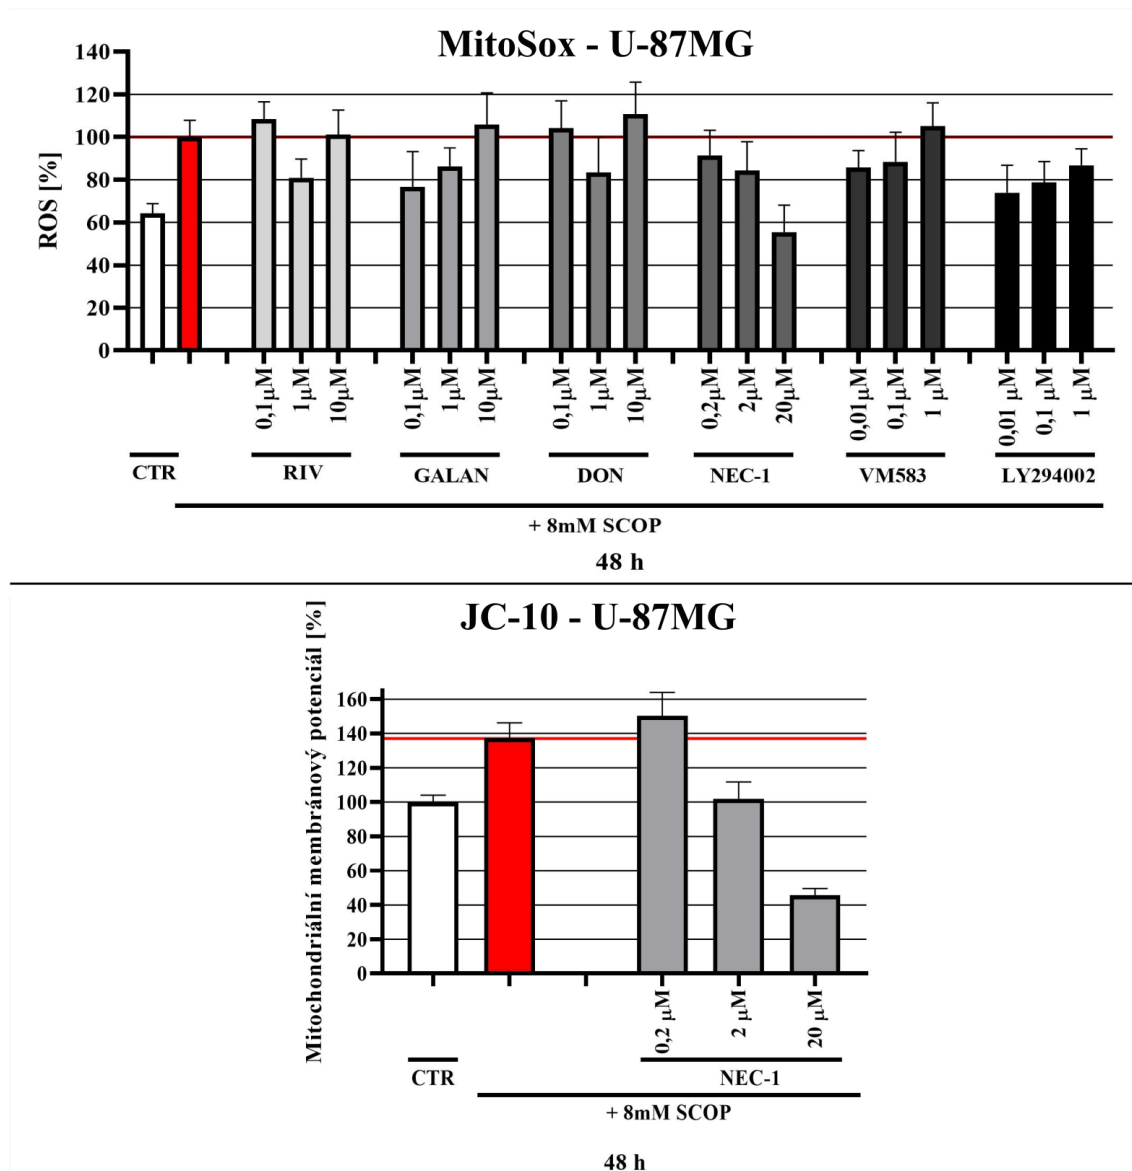 MitoSox - U-87MG
ROS [%]
140
120
100
80
60
40
20
0
0,1μM 1μM 10μM 0,1μM 1μM 10μM 0,1μM 1μM 10μM 0,2μM 2μM 20μM 0,01μM 0,1μM 1 μM 0,01 μM 0,1 μM 1 μM
CTR RIV GALAN DON NEC-1 VM583 LY294002
+ 8mM SCOP
48 h
JC-10 - U-87MG
Mitochondriální membránový potenciál [%]
160
140
120
100
80
60
40
20
0
0,2 μM 2 μM 20 μM
CTR NEC-1
+ 8mM SCOP
48 h